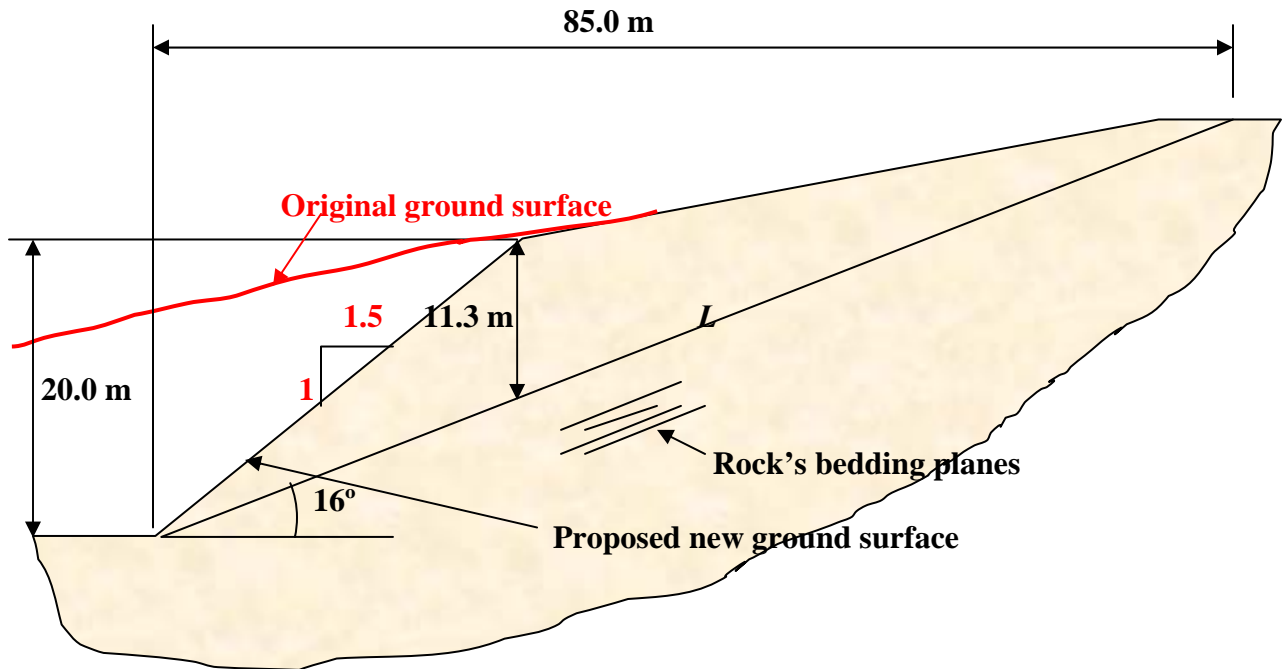 85.0 m
Original ground surface
1.5
11.3 m
L
1
20.0 m
Rock's bedding planes
16º
Proposed new ground surface